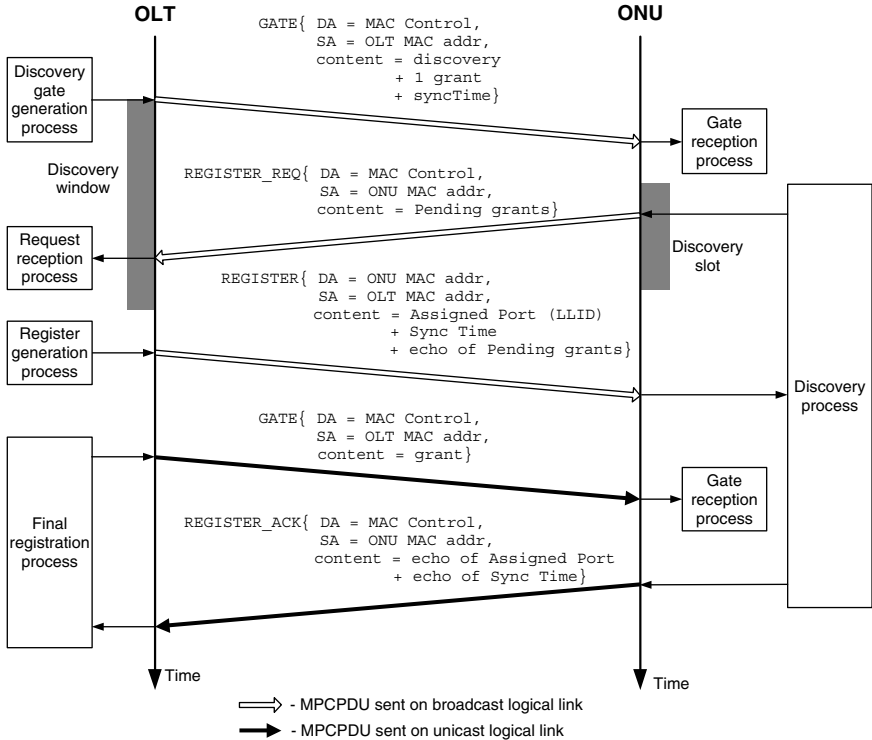 OLT
ONU
GATE{ DA = MAC Control,
SA = OLT MAC addr,
content = discovery
+ 1 grant
+ syncTime}
Discovery
gate
generation
process
Gate
reception
process
Discovery
window
REGISTER_REQ{ DA = MAC Control,
SA = ONU MAC addr,
content = Pending grants}
Request
reception
process
Discovery
slot
REGISTER{ DA = ONU MAC addr,
SA = OLT MAC addr,
content = Assigned Port (LLID)
+ Sync Time
+ echo of Pending grants}
Register
generation
process
Discovery
process
GATE{ DA = MAC Control,
SA = OLT MAC addr,
content = grant}
Gate
reception
process
Final
registration
process
REGISTER_ACK{ DA = MAC Control,
SA = ONU MAC addr,
content = echo of Assigned Port
+ echo of Sync Time}
Time
Time
- MPCPDU sent on broadcast logical link
- MPCPDU sent on unicast logical link